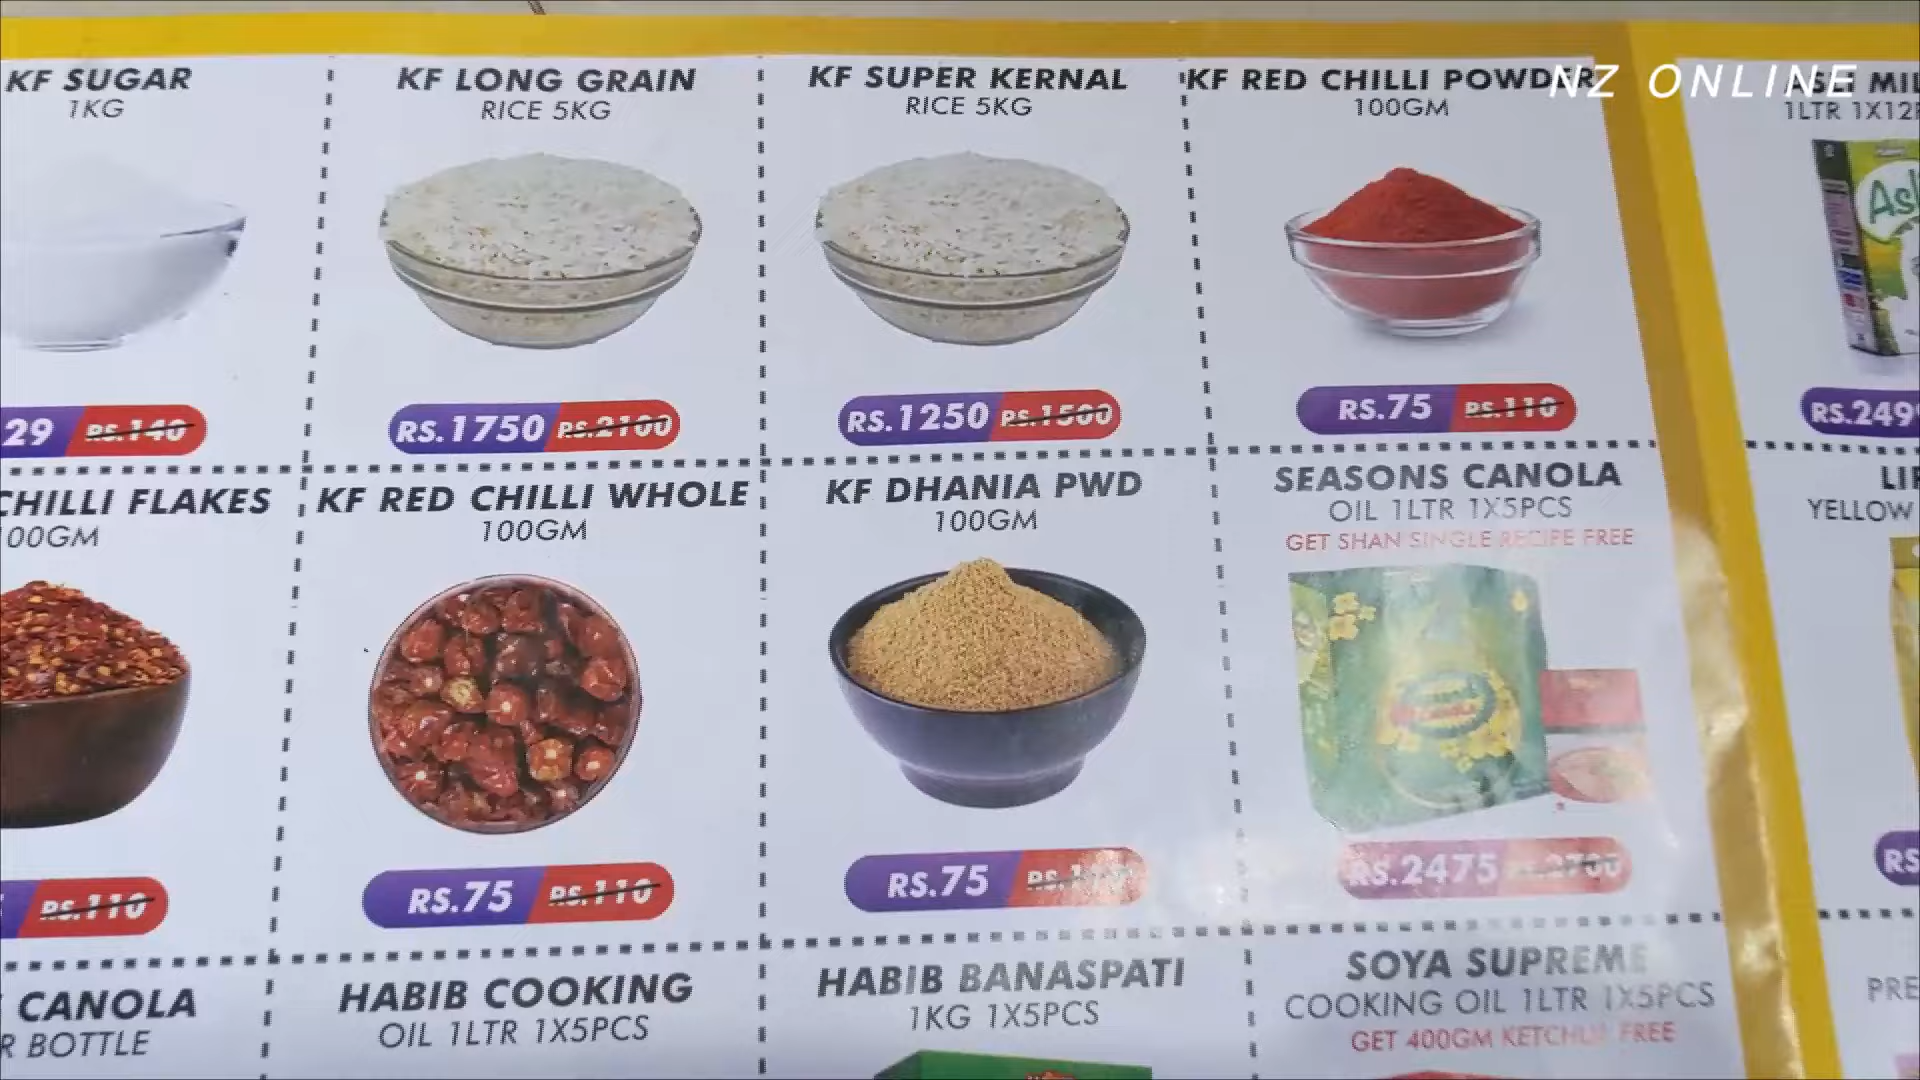 NZ ONLINE
KF SUGAR
1KG
29 RS.140
KF LONG GRAIN
RICE 5KG
RS.1750 RS.2100
KF SUPER KERNAL
RICE 5KG
RS.1250 RS.1500
KF RED CHILLI POWDER
100GM
RS.75 RS.110
1LTR
RS.249
CHILLI FLAKES
100GM
RS.110
KF RED CHILLI WHOLE
100GM
RS.75 RS.110
KF DHANIA PWD
100GM
RS.75
SEASONS CANOLA
OIL 1LTR 1X5PCS
GET SHAN SINGLE RECIPE FREE
RS.2475 RS.2700
YELLOW
RS
CANOLA
BOTTLE
HABIB COOKING
OIL 1LTR 1X5PCS
HABIB BANASPATI
1KG 1X5PCS
SOYA SUPREME
COOKING OIL 1LTR 1X5PCS
GET 400GM KETCHUP FREE